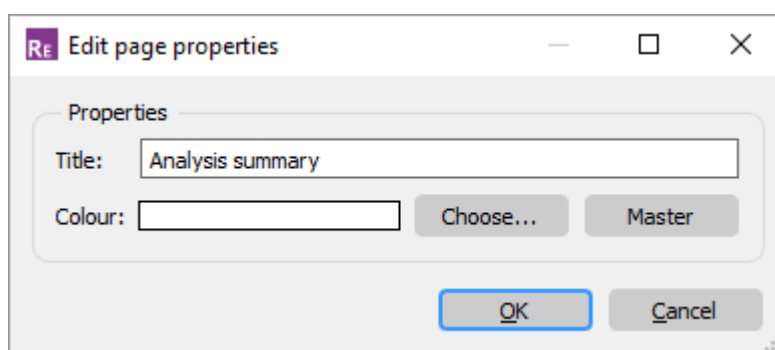 RE Edit page properties
Properties
Title: Analysis summary
Colour: Choose... Master
OK Cancel